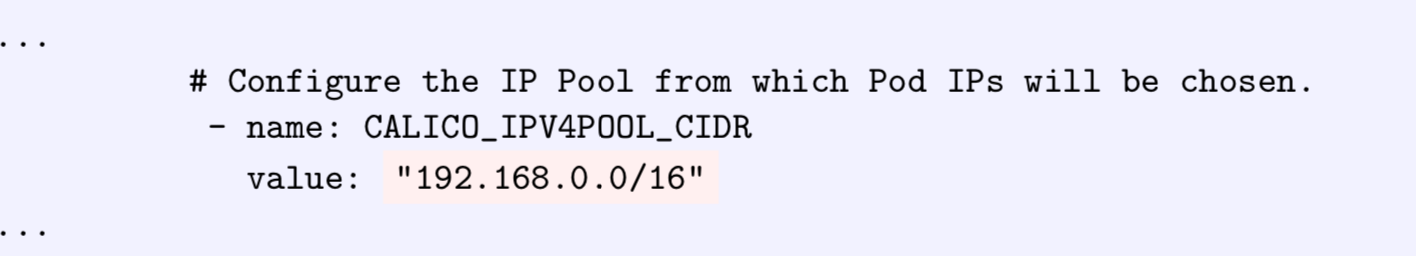 ...
# Configure the IP Pool from which Pod IPs will be chosen.
- name: CALICO_IPV4POOL_CIDR
value: "192.168.0.0/16"
...